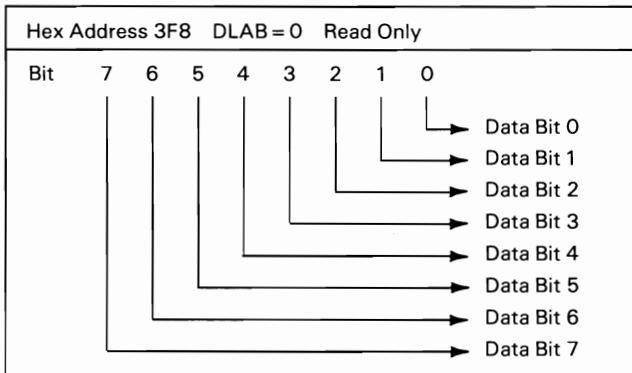 Hex Address 3F8 DLAB = 0 Read Only
Bit 7 6 5 4 3 2 1 0
Data Bit 0
Data Bit 1
Data Bit 2
Data Bit 3
Data Bit 4
Data Bit 5
Data Bit 6
Data Bit 7